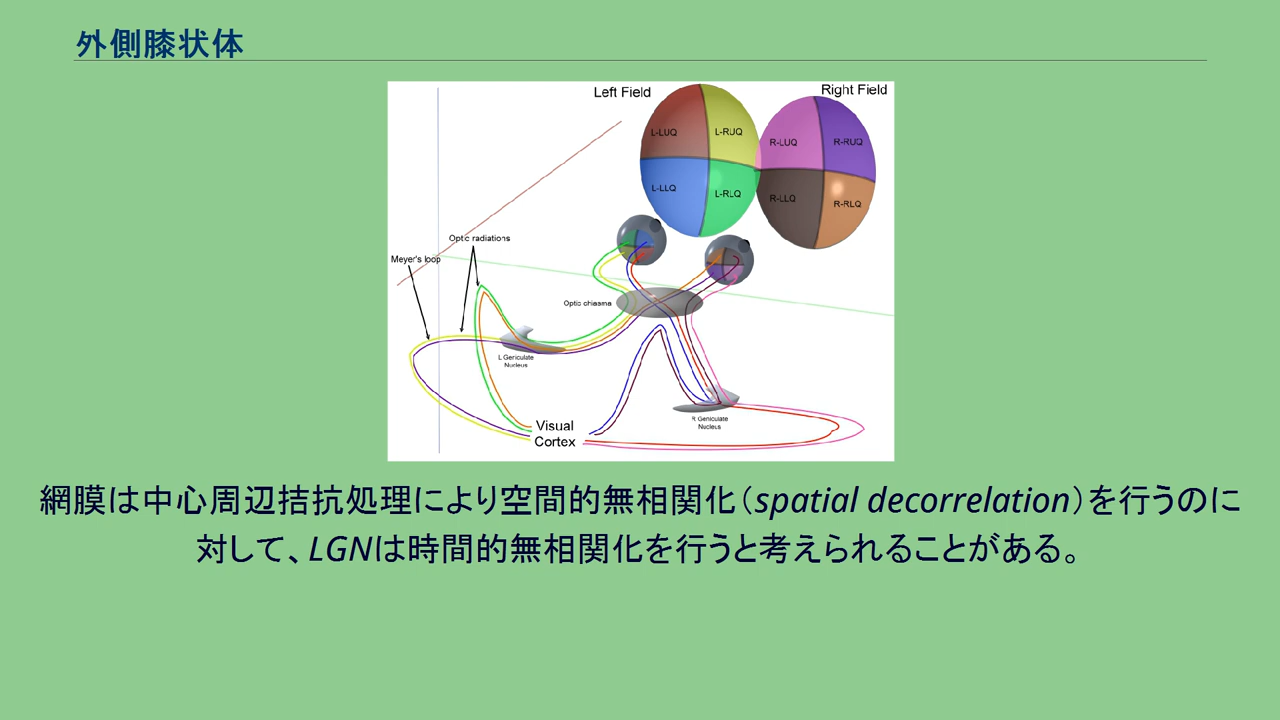 外側膝状体
Left Field
Right Field
L-LUQ
L-RUQ
R-LUQ
R-RUQ
L-LLQ
L-RLQ
R-LLQ
R-RLQ
Optic radiations
Meyer's loop
Optic chiasma
L Geniculate
Nucleus
R Geniculate
Nucleus
Visual
Cortex
網膜は中心周辺拮抗処理により空間的無相関化（spatial decorrelation）を行うのに
対して、LGNは時間的無相関化を行うと考えられることがある。